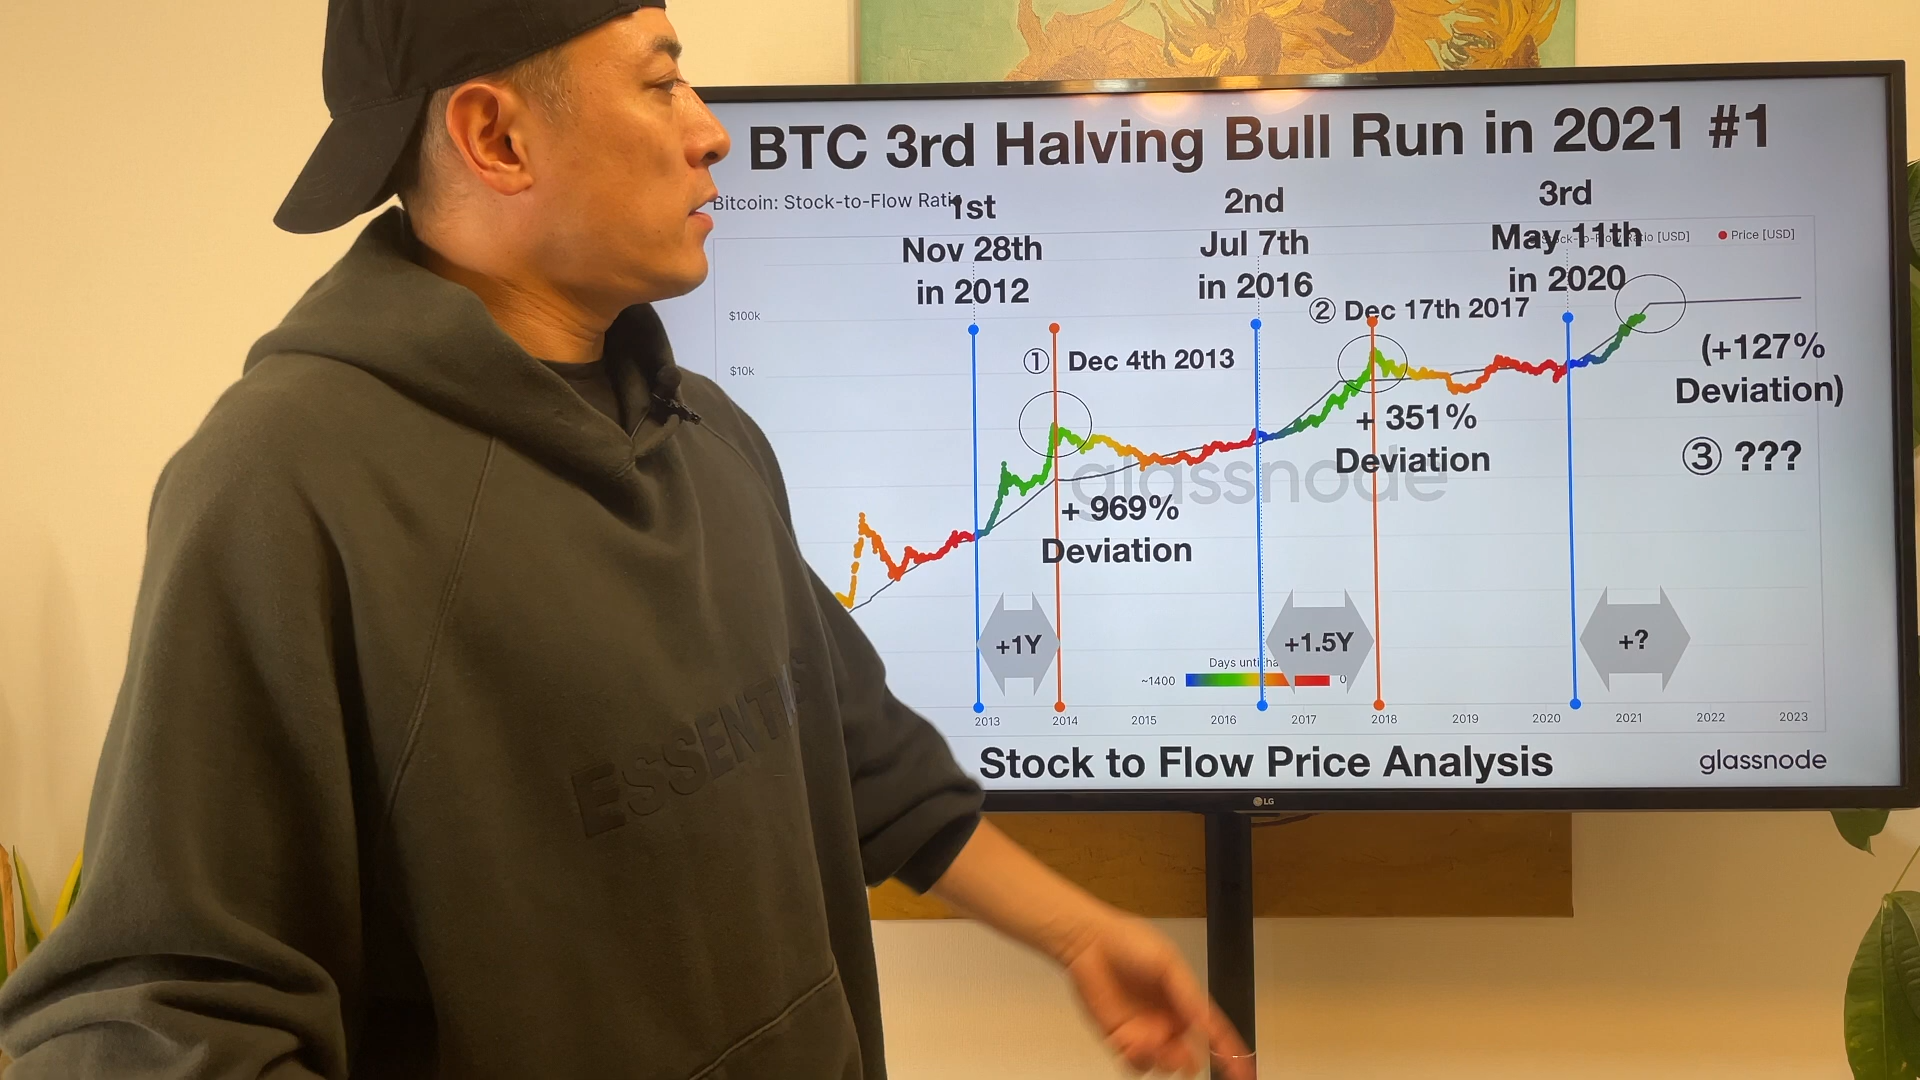 BTC 3rd Halving Bull Run in 2021 #1
Bitcoin: Stock-to-Flow
1st
Nov 28th
in 2012
2nd
Jul 7th
in 2016
3rd
May 11th
in 2020
[USD]
Price [USD]
$100k
$10k
① Dec 4th 2013
② Dec 17th 2017
(+127%
Deviation)
③ ???
+ 351%
Deviation
+ 969%
Deviation
glassnode
+1Y
+1.5Y
+?
Days until
~1400
0
2013
2014
2015
2016
2017
2018
2019
2020
2021
2022
2023
Stock to Flow Price Analysis
glassnode
LG
ESSENTIALS